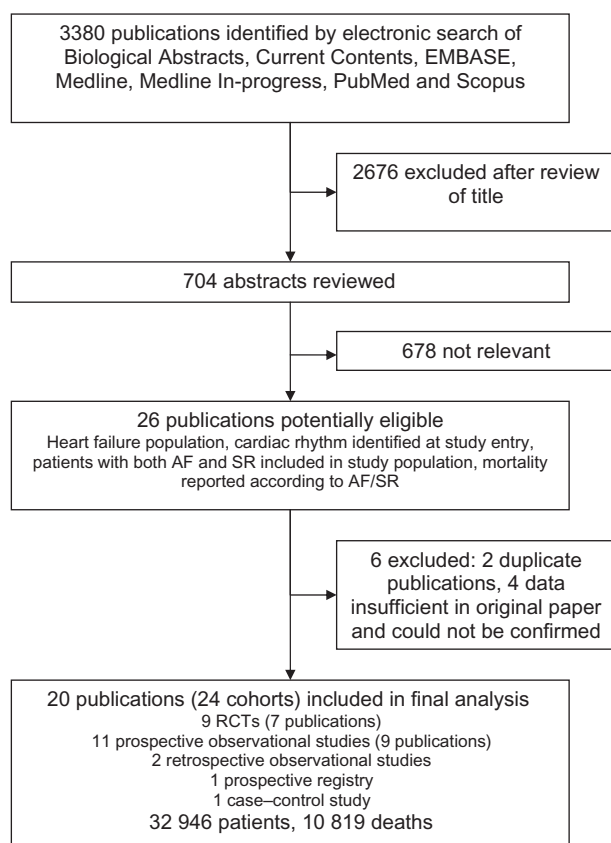 3380 publications identified by electronic search of
Biological Abstracts, Current Contents, EMBASE,
Medline, Medline In-progress, PubMed and Scopus
2676 excluded after review
of title
704 abstracts reviewed
678 not relevant
26 publications potentially eligible
Heart failure population, cardiac rhythm identified at study entry,
patients with both AF and SR included in study population, mortality
reported according to AF/SR
6 excluded: 2 duplicate
publications, 4 data
insufficient in original paper
and could not be confirmed
20 publications (24 cohorts) included in final analysis
9 RCTs (7 publications)
11 prospective observational studies (9 publications)
2 retrospective observational studies
1 prospective registry
1 case–control study
32 946 patients, 10 819 deaths